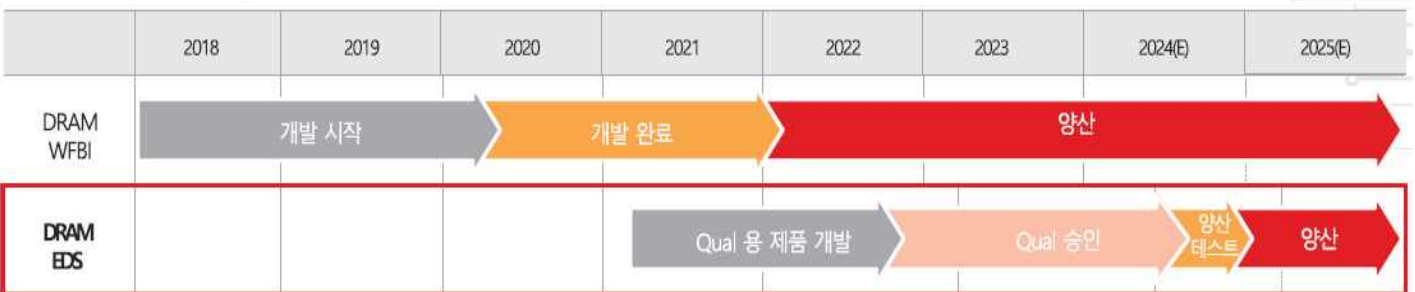 2018 2019 2020 2021 2022 2023 2024(E) 2025(E)
DRAM
WFBI
개발 시작 개발 완료 양산
DRAM
EDS
Qual 용 제품 개발 Qual 승인 양산
테스트
양산